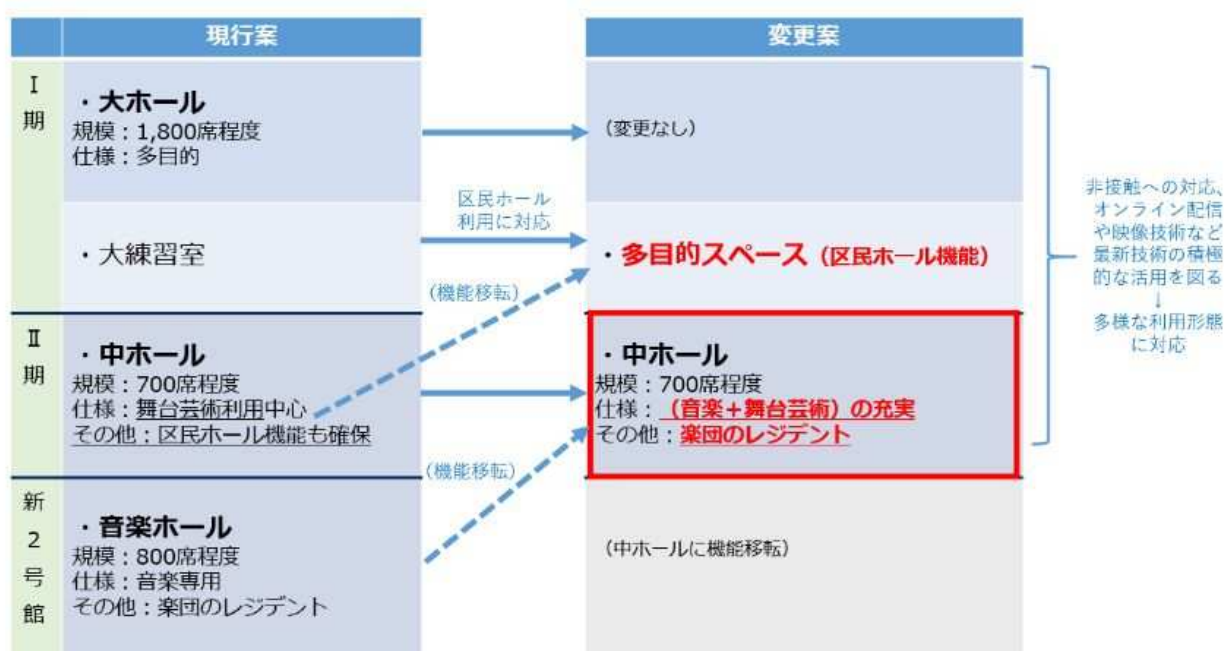 現行案
変更案
Ⅰ
期
・大ホール
規模：1,800席程度
仕様：多目的
（変更なし）
・大練習室
区民ホール
利用に対応
・多目的スペース（区民ホール機能）
（機能移転）
Ⅱ
期
・中ホール
規模：700席程度
仕様：舞台芸術利用中心
その他：区民ホール機能も確保
・中ホール
規模：700席程度
仕様：（音楽＋舞台芸術）の充実
その他：楽団のレジデント
（機能移転）
新
2
号
館
・音楽ホール
規模：800席程度
仕様：音楽専用
その他：楽団のレジデント
（中ホールに機能移転）
非接触への対応、
オンライン配信
や映像技術など
最新技術の積極
的な活用を図る
↓
多様な利用形態
に対応